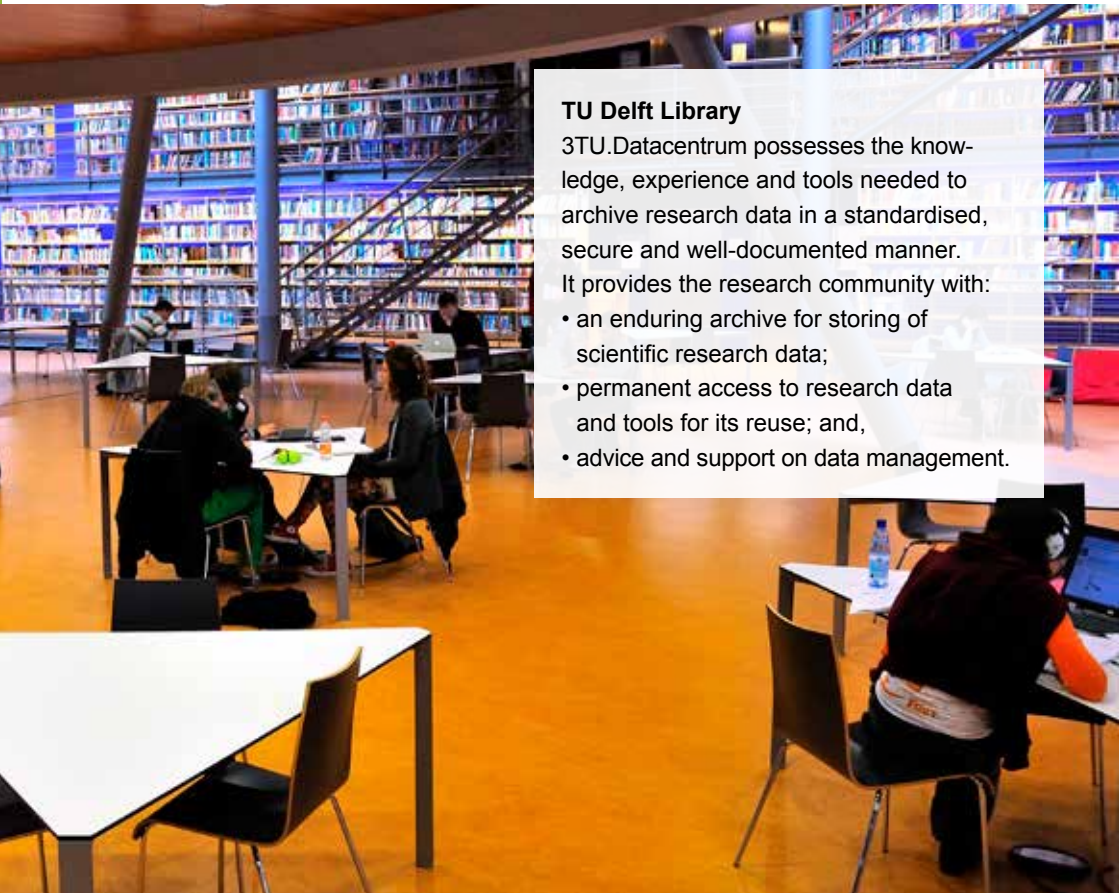 TU Delft Library
3TU.Datacentrum possesses the know-
ledge, experience and tools needed to
archive research data in a standardised,
secure and well-documented manner.
It provides the research community with:
• an enduring archive for storing of
scientific research data;
• permanent access to research data
and tools for its reuse; and,
• advice and support on data management.